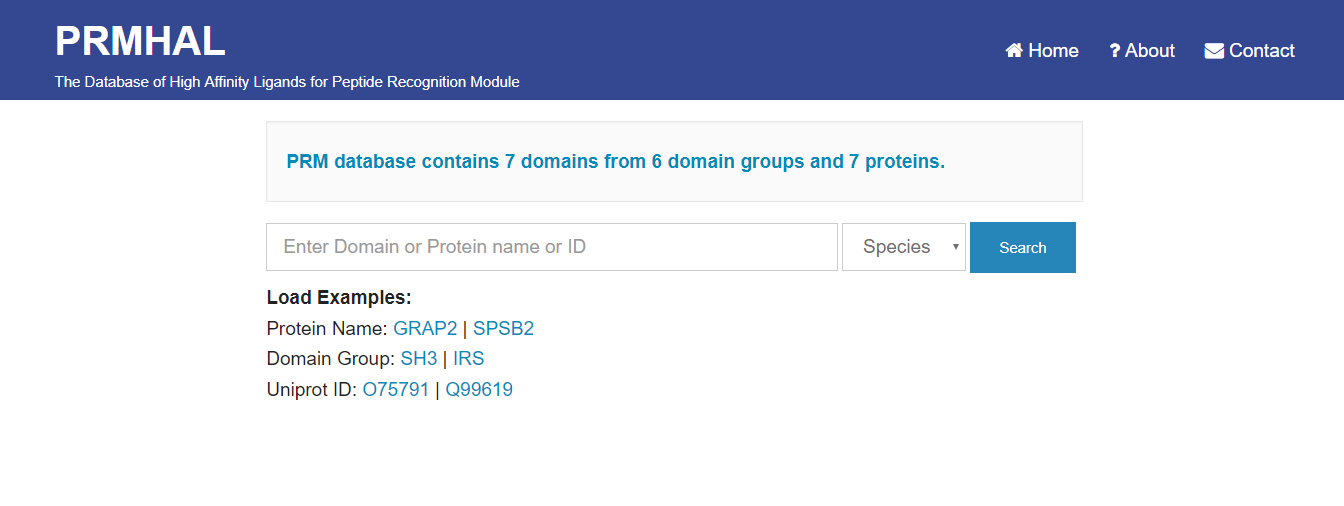 PRMHAL
The Database of High Affinity Ligands for Peptide Recognition Module
Home ? About Contact
PRM database contains 7 domains from 6 domain groups and 7 proteins.
Enter Domain or Protein name or ID Species Search
Load Examples:
Protein Name: GRAP2 | SPSB2
Domain Group: SH3 | IRS
Uniprot ID: O75791 | Q99619